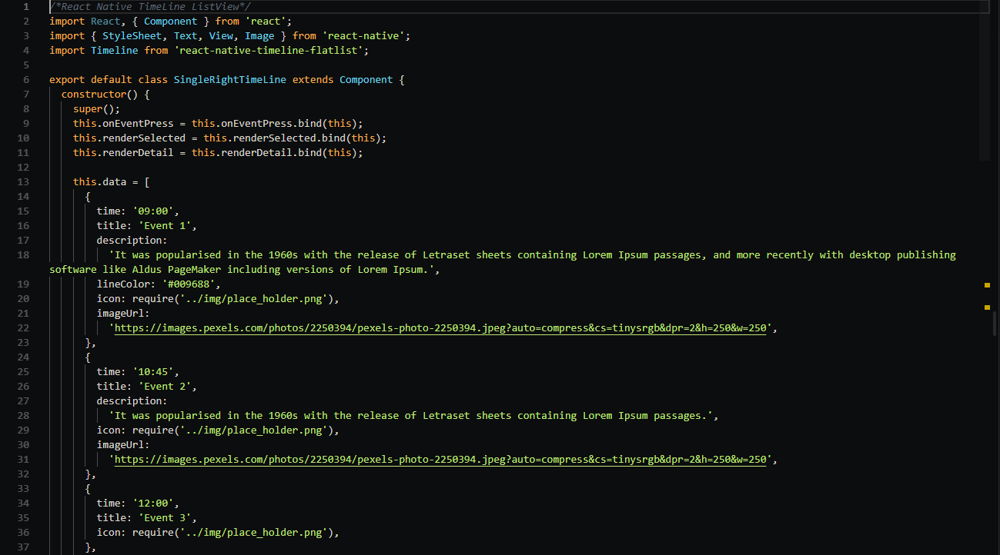 1 /*React Native TimeLine ListView*/
2 import React, { Component } from 'react';
3 import { StyleSheet, Text, View, Image } from 'react-native';
4 import Timeline from 'react-native-timeline-flatlist';
5
6 export default class SingleRightTimeLine extends Component {
7   constructor() {
8     super();
9     this.onEventPress = this.onEventPress.bind(this);
10     this.renderSelected = this.renderSelected.bind(this);
11     this.renderDetail = this.renderDetail.bind(this);
12
13     this.data = [
14       {
15         time: '09:00',
16         title: 'Event 1',
17         description:
18           'It was popularised in the 1960s with the release of Letraset sheets containing Lorem Ipsum passages, and more recently with desktop publishing
software like Aldus PageMaker including versions of Lorem Ipsum.',
19         lineColor: '#009688',
20         icon: require('../img/place_holder.png'),
21         imageUrl:
22           'https://images.pexels.com/photos/2250394/pexels-photo-2250394.jpeg?auto=compress&cs=tinysrgb&dpr=2&h=250&w=250',
23       },
24       {
25         time: '10:45',
26         title: 'Event 2',
27         description:
28           'It was popularised in the 1960s with the release of Letraset sheets containing Lorem Ipsum passages.',
29         icon: require('../img/place_holder.png'),
30         imageUrl:
31           'https://images.pexels.com/photos/2250394/pexels-photo-2250394.jpeg?auto=compress&cs=tinysrgb&dpr=2&h=250&w=250',
32       },
33       {
34         time: '12:00',
35         title: 'Event 3',
36         icon: require('../img/place_holder.png'),
37       },